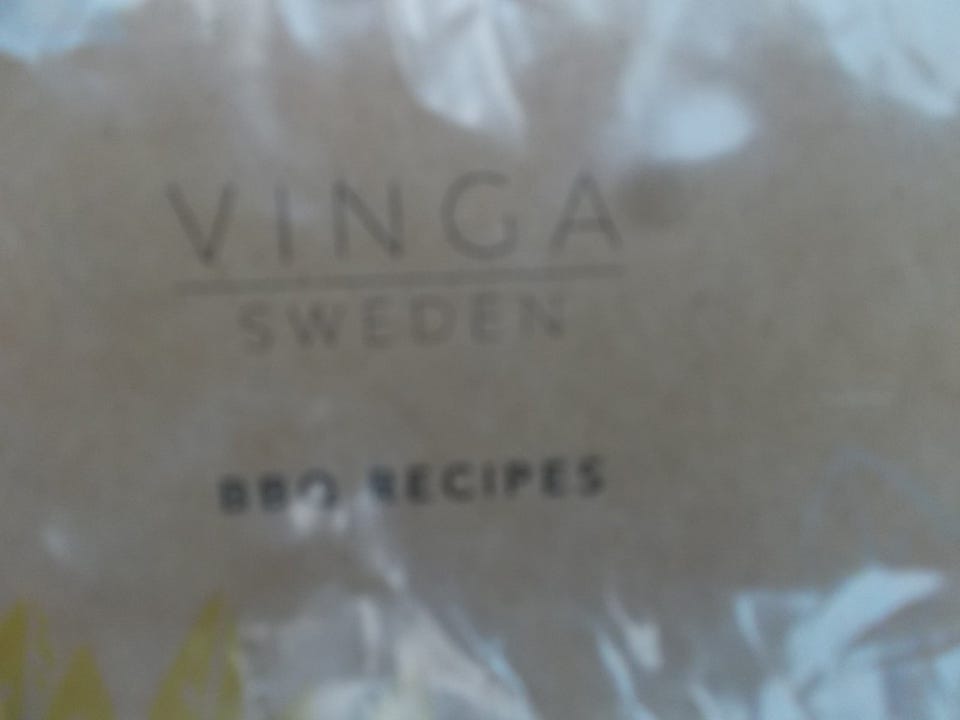 VINGA
SWEDEN
BBQ RECIPES